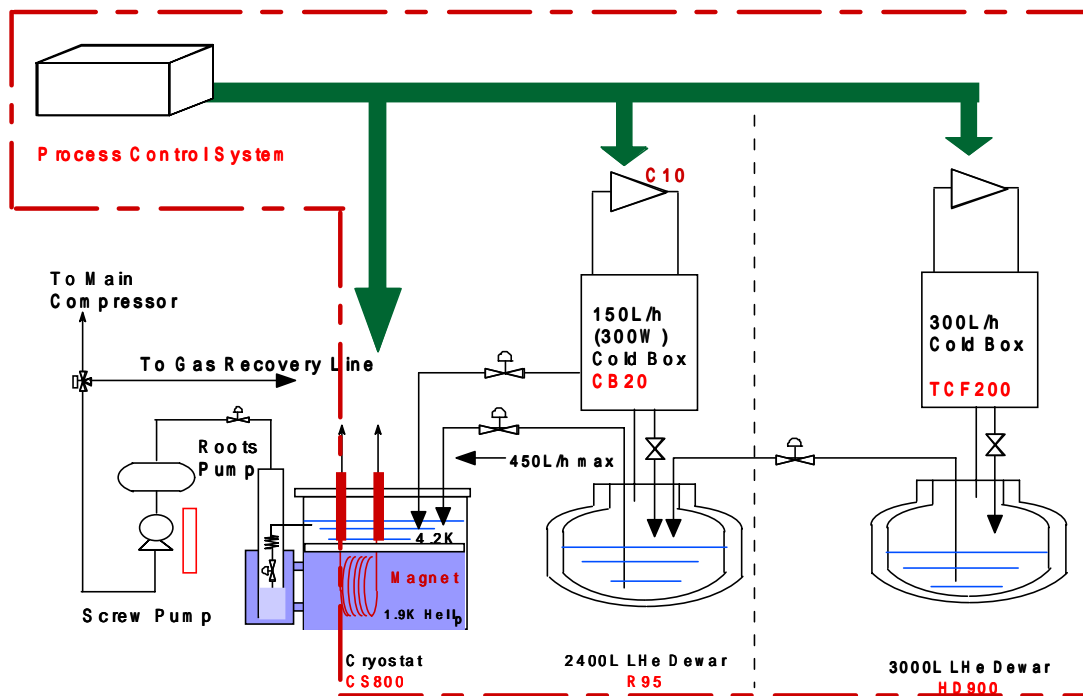 Process Control System
C10
To Main
Compressor
150L/h
(300W)
Cold Box
CB20
300L/h
Cold Box
TCF200
To Gas Recovery Line
Roots
Pump
450L/h max
4.2K
Magnet
1.9K HeIIp
Screw Pump
Cryostat
CS800
2400L LHe Dewar
R95
3000L LHe Dewar
HD900